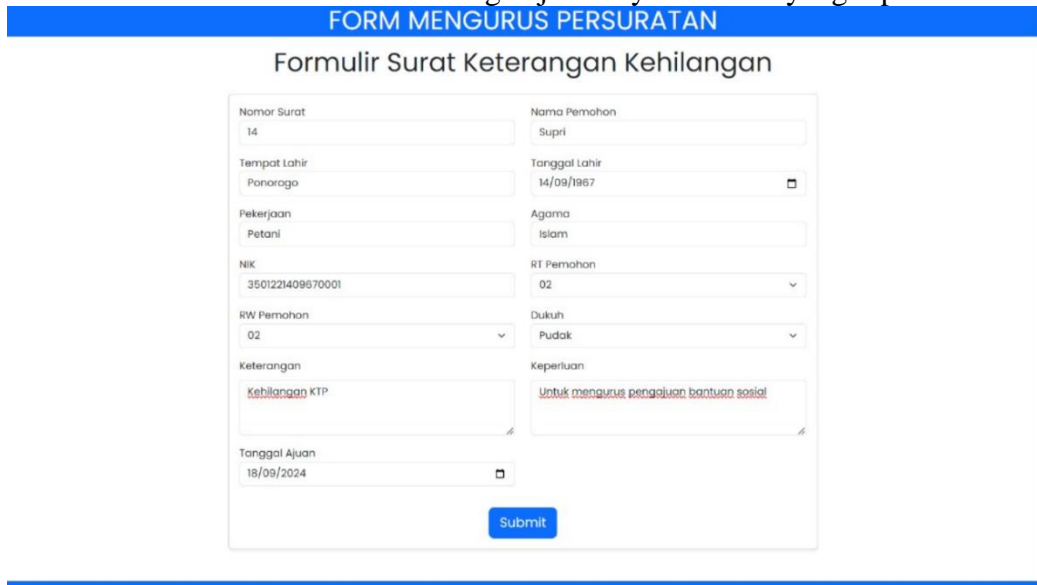 FORM MENGURUS PERSURATAN
Formulir Surat Keterangan Kehilangan
Nomor Surat
14
Nama Pemohon
Supri
Tempat Lahir
Ponorogo
Tanggal Lahir
14/09/1967
Pekerjaan
Petani
Agama
Islam
NIK
3501221409670001
RT Pemohon
02
RW Pemohon
02
Dukuh
Pudak
Keterangan
Kehilangan KTP
Keperluan
Untuk mengurus pengajuan bantuan sosial
Tanggal Ajuan
18/09/2024
Submit